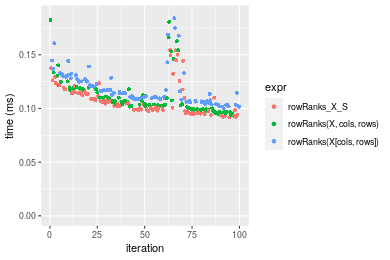 0.15
0.10
0.05
0.00
time (ms)
0
25
50
75
100
iteration
expr
rowRanks_X_S
rowRanks(X, cols, rows)
rowRanks(X[cols, rows])